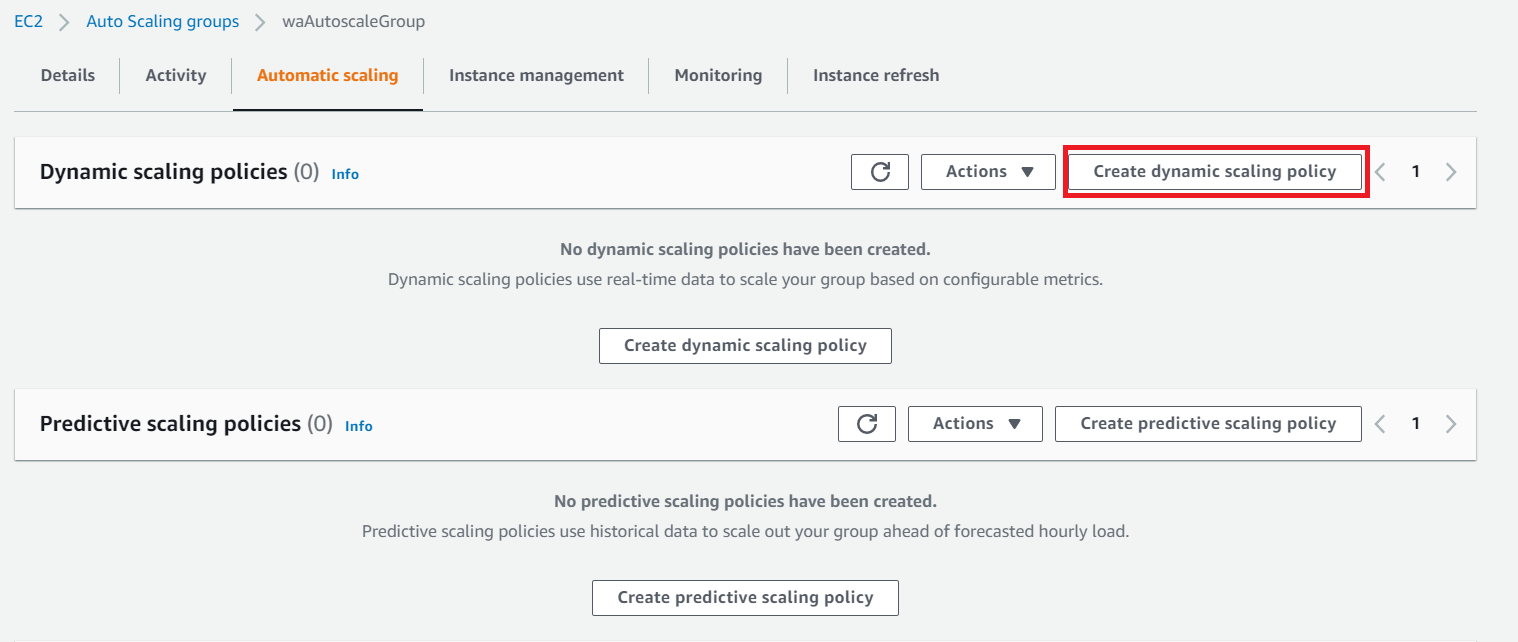 EC2 Auto Scaling groups waAutoscaleGroup
Details Activity Automatic scaling Instance management Monitoring Instance refresh
Dynamic scaling policies (0) Info Actions Create dynamic scaling policy 1
No dynamic scaling policies have been created.
Dynamic scaling policies use real-time data to scale your group based on configurable metrics.
Create dynamic scaling policy
Predictive scaling policies (0) Info Actions Create predictive scaling policy 1
No predictive scaling policies have been created.
Predictive scaling policies use historical data to scale out your group ahead of forecasted hourly load.
Create predictive scaling policy